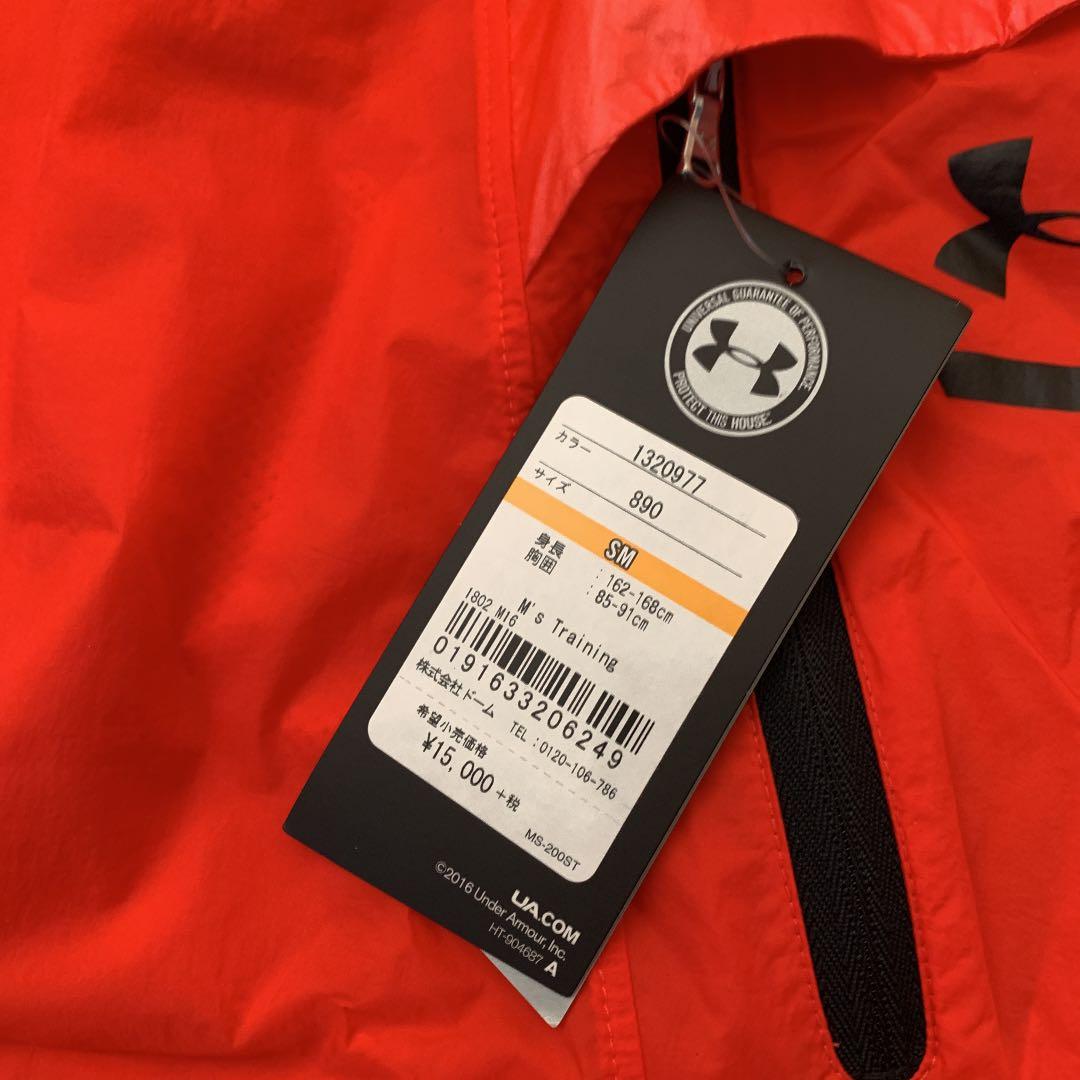 UNIVERSAL GUARANTEE OF PERFORMANCE.
PROTECT THIS HOUSE.
1320977
カラー 890
サイズ SM
身長 : 162-168cm
胸囲 : 85-91cm
M's Training
1802 M16
0191633206249
株式会社ドーム TEL:0120-106-786
希望小売価格
¥15,000 +税
MS-200ST
UA.COM
©2016 Under Armour, Inc.
HT-904687 A